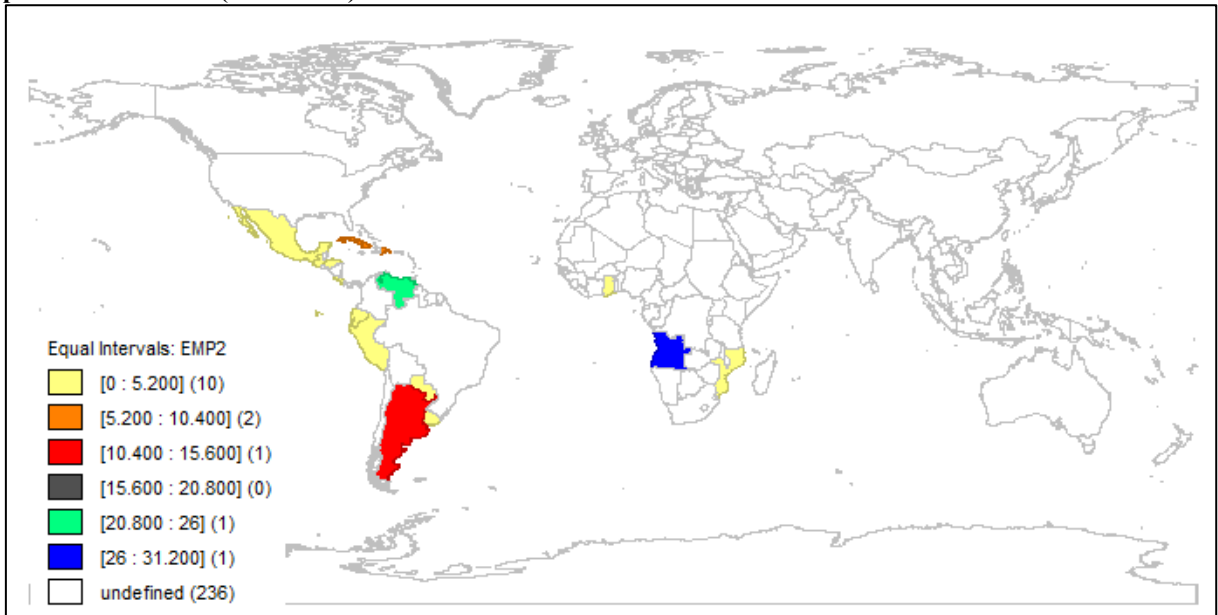 Equal Intervals: EMP2
[0 : 5.200] (10)
[5.200 : 10.400] (2)
[10.400 : 15.600] (1)
[15.600 : 20.800] (0)
[20.800 : 26] (1)
[26 : 31.200] (1)
undefined (236)